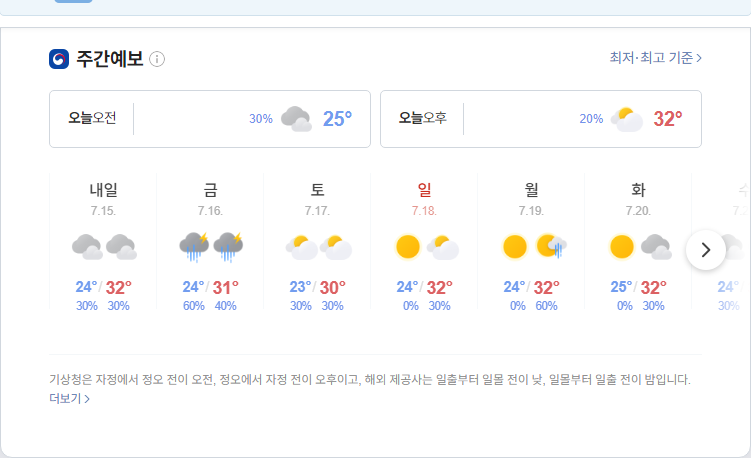 주간예보
최저·최고 기준 >
오늘오전 30% 25°
오늘오후 20% 32°
내일 금 토 일 월 화 수
7.15. 7.16. 7.17. 7.18. 7.19. 7.20.
24°/32° 24°/31° 23°/30° 24°/32° 24°/32° 25°/32° 24°
30% 30% 60% 40% 30% 30% 0% 30% 0% 60% 0% 30% 30%
기상청은 자정에서 정오 전이 오전, 정오에서 자정 전이 오후이고, 해외 제공사는 일출부터 일몰 전이 낮, 일몰부터 일출 전이 밤입니다.
더보기 >